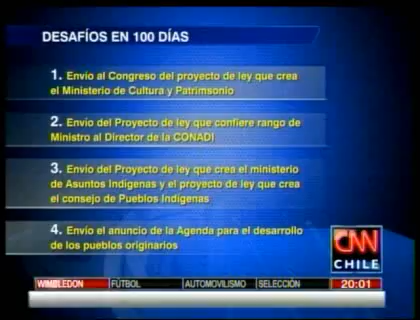 DESAFÍOS EN 100 DÍAS
1. Envío al Congreso del proyecto de ley que crea
el Ministerio de Cultura y Patrimsonio
2. Envío del Proyecto de ley que confiere rango de
Ministro al Director de la CONADI
3. Envío del Proyecto de ley que crea el ministerio
de Asuntos Indígenas y el proyecto de ley que crea
el consejo de Pueblos Indígenas
4. Envío el anuncio de la Agenda para el desarrollo
de los pueblos originarios
CNN
CHILE
WIMBLEDON FÚTBOL AUTOMOVILISMO SELECCIÓN 20:01